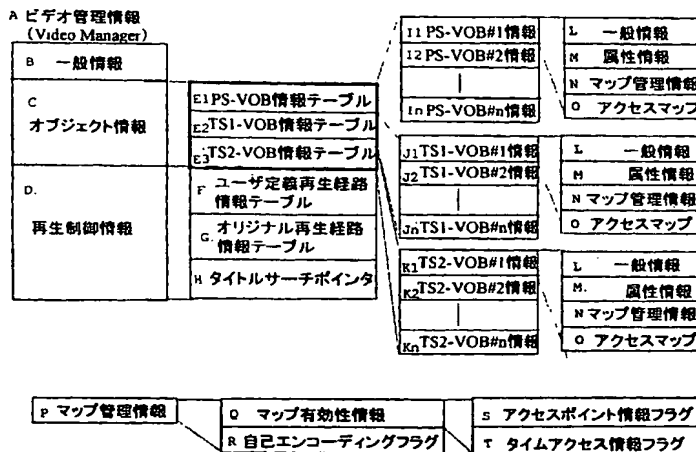 A ビデオ管理情報
(Video Manager)
B 一般情報
C
オブジェクト情報
D.
再生制御情報
E1 PS-VOB情報テーブル
E2 TS1-VOB情報テーブル
E3 TS2-VOB情報テーブル
F ユーザ定義再生経路
情報テーブル
G. オリジナル再生経路
情報テーブル
H タイトルサーチポインタ
I1 PS-VOB#1情報
I2 PS-VOB#2情報
In PS-VOB#n情報
J1 TS1-VOB#1情報
J2 TS1-VOB#2情報
Jn TS1-VOB#n情報
K1 TS2-VOB#1情報
K2 TS2-VOB#2情報
Kn TS2-VOB#n情報
L 一般情報
M 属性情報
N マップ管理情報
O アクセスマップ
L 一般情報
M 属性情報
N マップ管理情報
O アクセスマップ
L 一般情報
M. 属性情報
N マップ管理情報
O アクセスマップ
P マップ管理情報
Q マップ有効性情報
R 自己エンコーディングフラグ
S アクセスポイント情報フラグ
T タイムアクセス情報フラグ